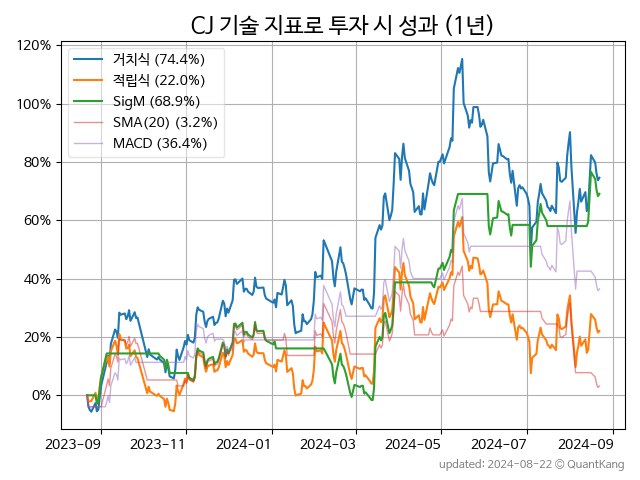 CJ 기술 지표로 투자 시 성과 (1년)
120%
100%
80%
60%
40%
20%
0%
거치식 (74.4%)
적립식 (22.0%)
SigM (68.9%)
SMA(20) (3.2%)
MACD (36.4%)
2023-09 2023-11 2024-01 2024-03 2024-05 2024-07 2024-09
updated: 2024-08-22 © QuantKang